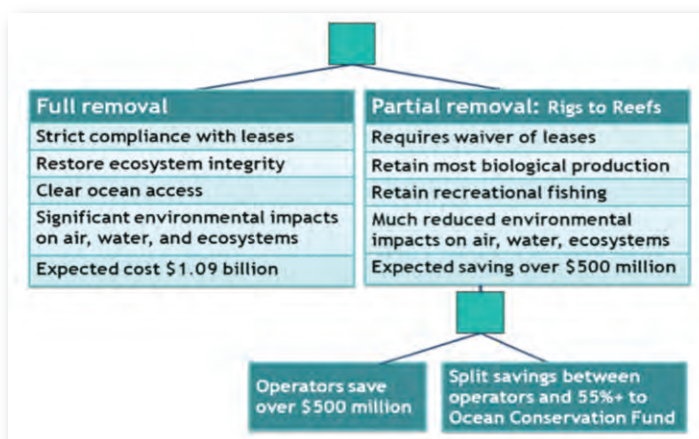 Full removal
Strict compliance with leases
Restore ecosystem integrity
Clear ocean access
Significant environmental impacts
on air, water, and ecosystems
Expected cost $1.09 billion
Partial removal: Rigs to Reefs
Requires waiver of leases
Retain most biological production
Retain recreational fishing
Much reduced environmental
impacts on air, water, ecosystems
Expected saving over $500 million
Operators save
over $500 million
Split savings between
operators and 55%+ to
Ocean Conservation Fund